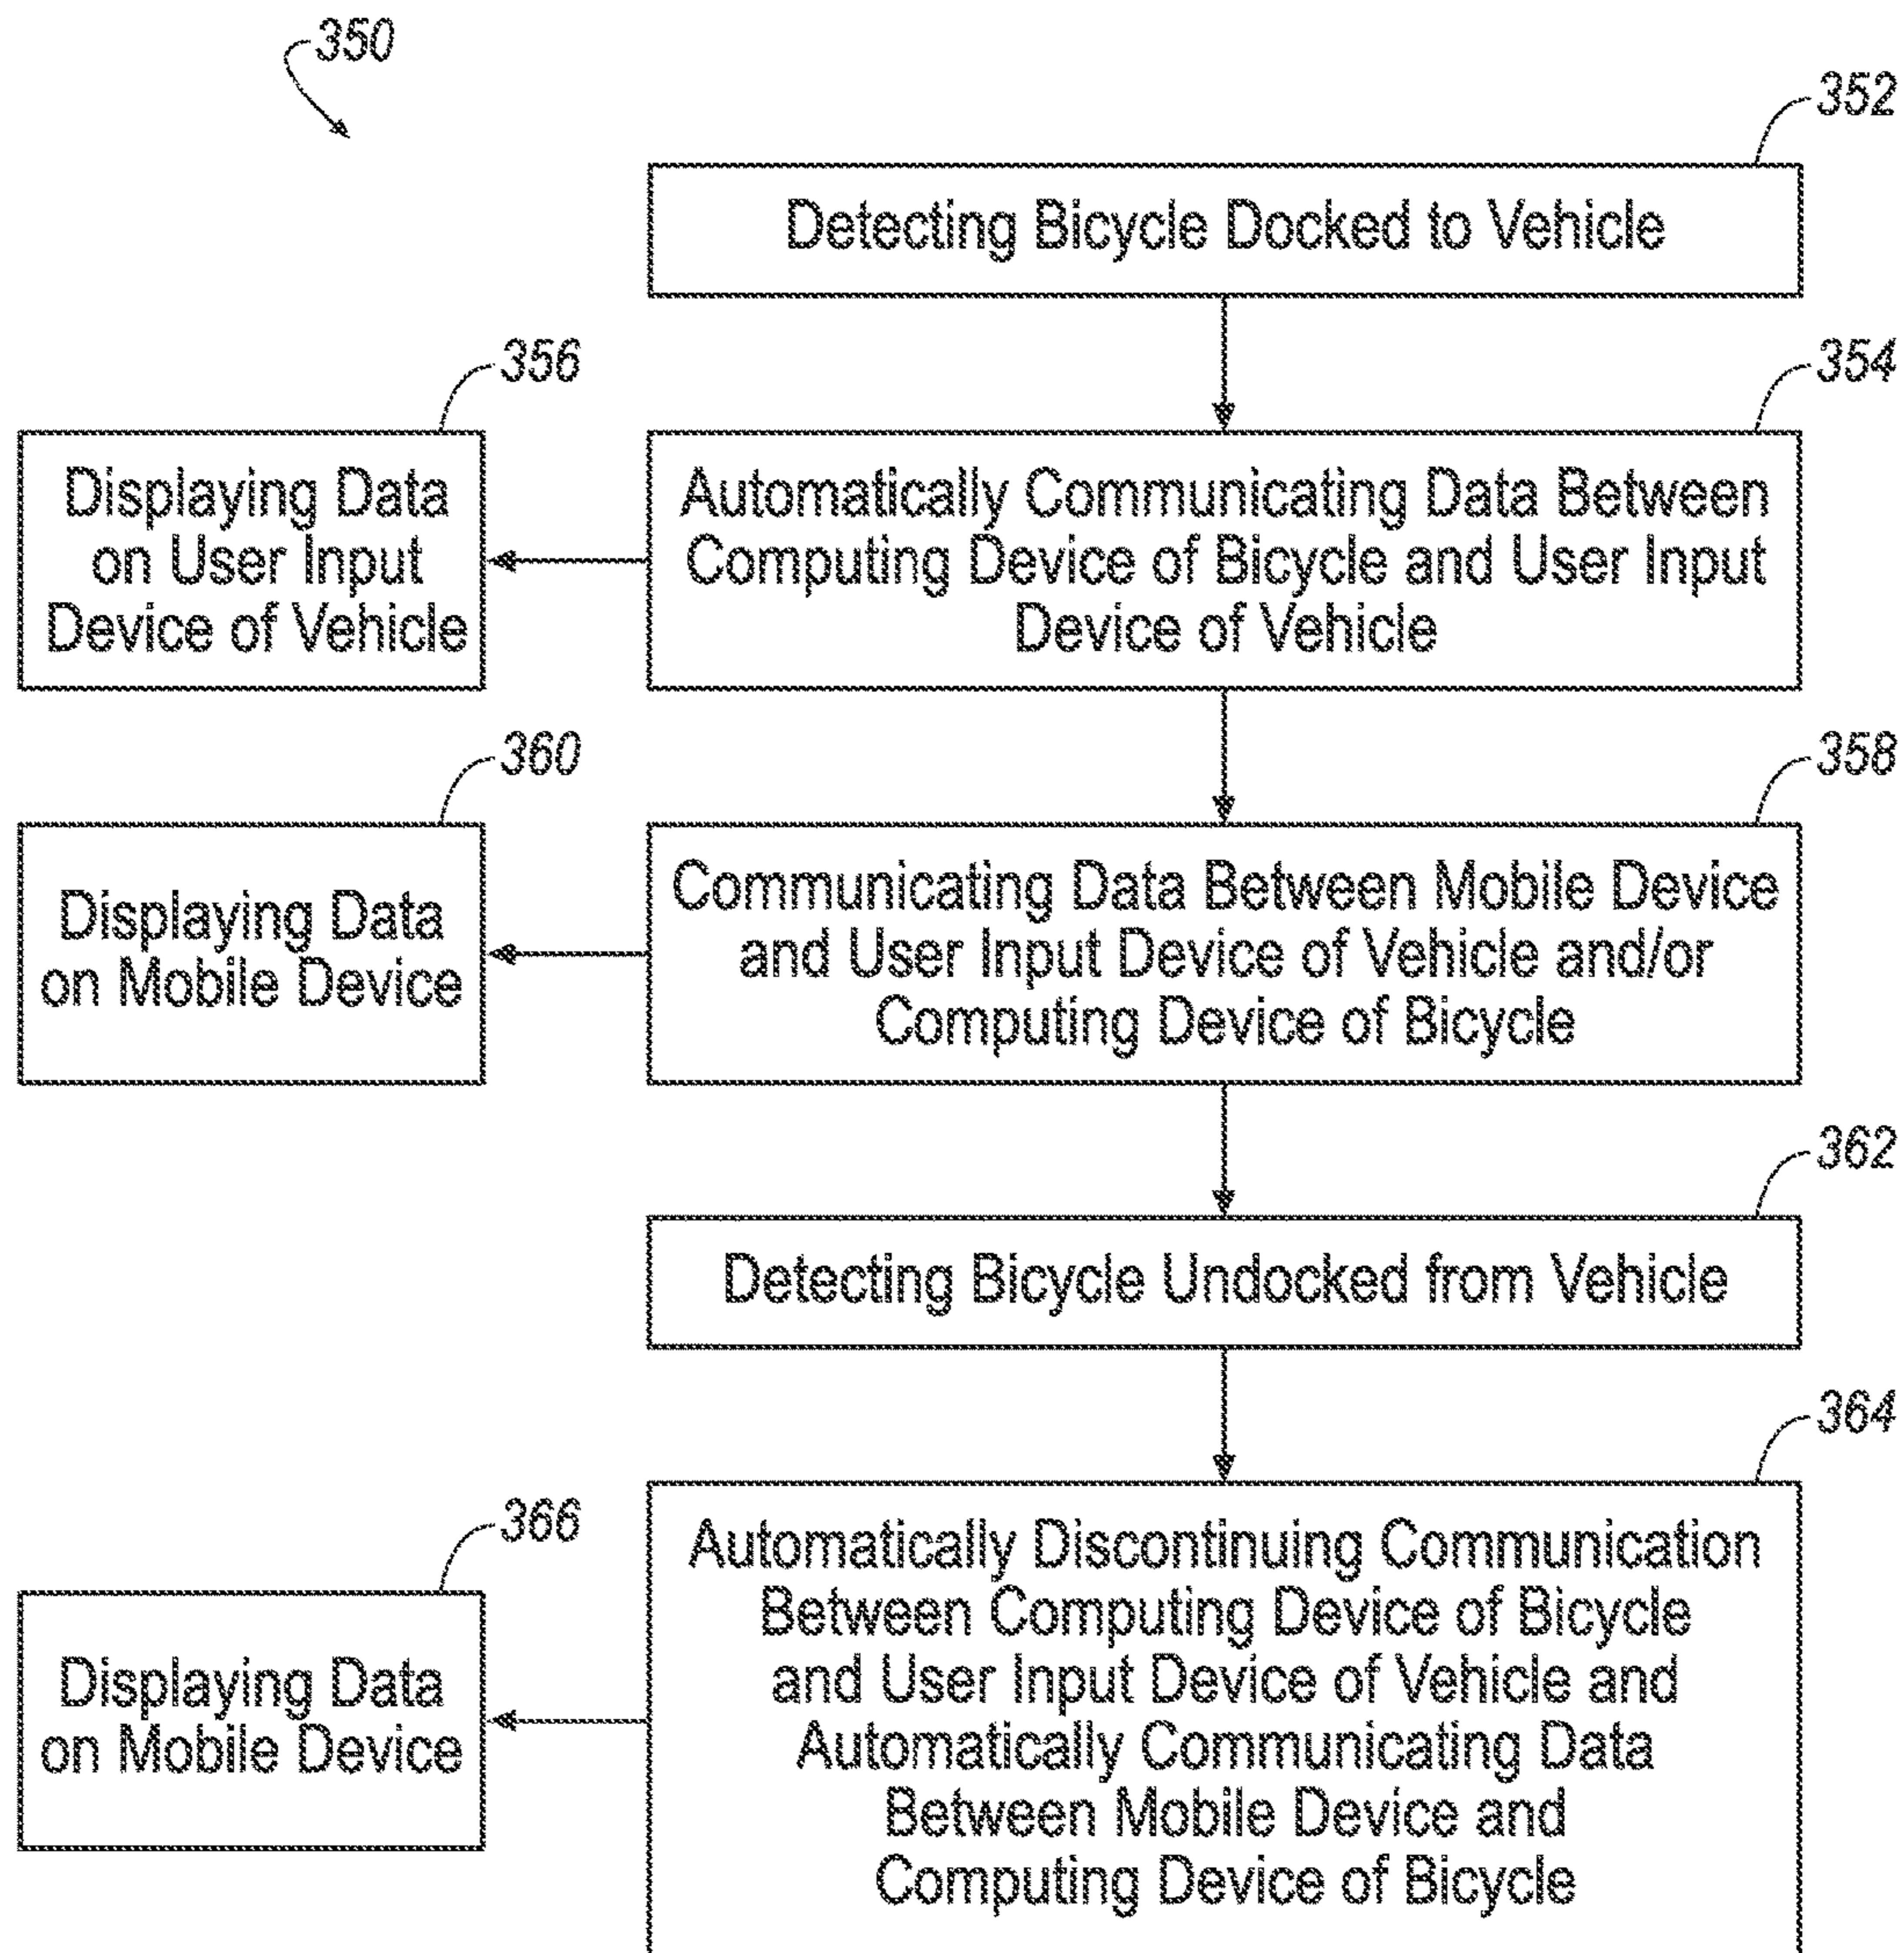 350
352
Detecting Bicycle Docked to Vehicle
356
354
Displaying Data
on User Input
Device of Vehicle
Automatically Communicating Data Between
Computing Device of Bicycle and User Input
Device of Vehicle
360
358
Displaying Data
on Mobile Device
Communicating Data Between Mobile Device
and User Input Device of Vehicle and/or
Computing Device of Bicycle
362
Detecting Bicycle Undocked from Vehicle
364
366
Displaying Data
on Mobile Device
Automatically Discontinuing Communication
Between Computing Device of Bicycle
and User Input Device of Vehicle and
Automatically Communicating Data
Between Mobile Device and
Computing Device of Bicycle